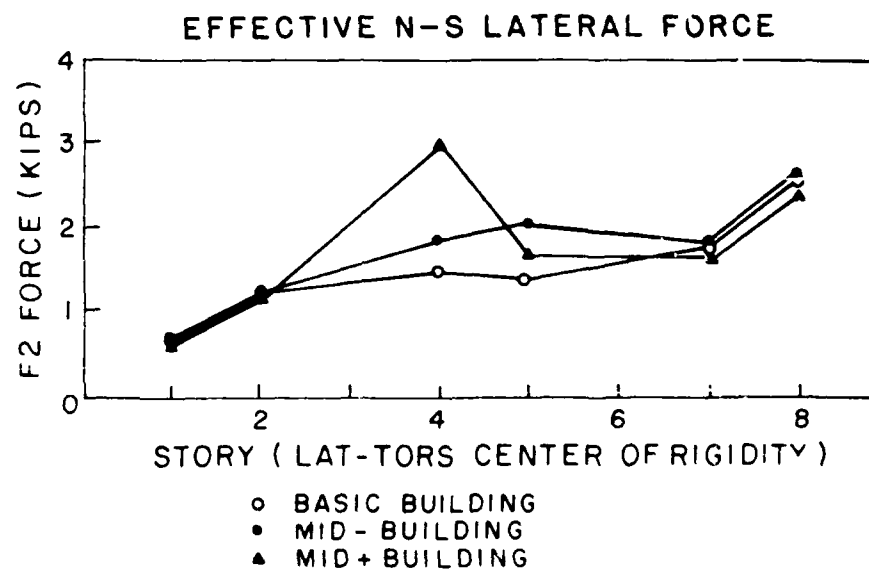 EFFECTIVE N-S LATERAL FORCE
4
3
2
1
0
F2 FORCE (KIPS)
2 4 6 8
STORY (LAT-TORS CENTER OF RIGIDITY)
BASIC BUILDING
MID- BUILDING
MID+ BUILDING